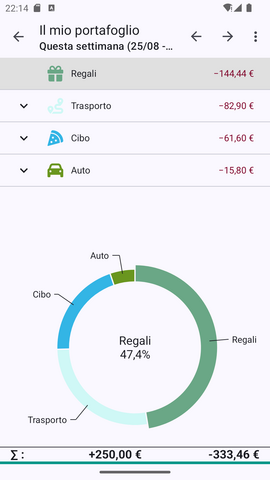 22:14
Il mio portafoglio
Questa settimana (25/08 -...
Regali −144,44 €
Trasporto −82,90 €
Cibo −61,60 €
Auto −15,80 €
Auto
Cibo
Regali
47,4%
Regali
Trasporto
∑ : +250,00 € -333,46 €